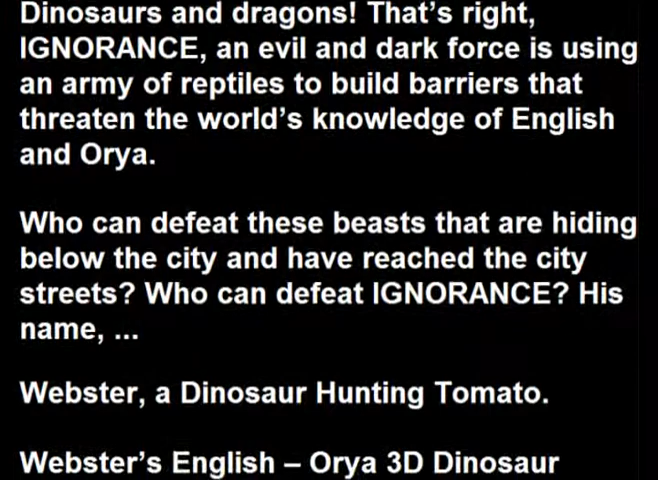 Dinosaurs and dragons! That’s right,
IGNORANCE, an evil and dark force is using
an army of reptiles to build barriers that
threaten the world’s knowledge of English
and Orya.
Who can defeat these beasts that are hiding
below the city and have reached the city
streets? Who can defeat IGNORANCE? His
name, ...
Webster, a Dinosaur Hunting Tomato.
Webster’s English – Orya 3D Dinosaur